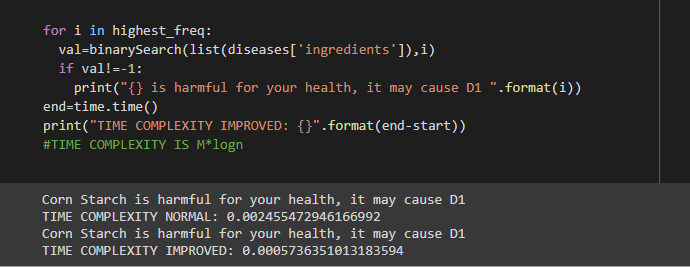 for i in highest_freq:
  val=binarySearch(list(diseases['ingredients']),i)
  if val!=-1:
    print("{} is harmful for your health, it may cause D1 ".format(i))
end=time.time()
print("TIME COMPLEXITY IMPROVED: {}".format(end-start))
#TIME COMPLEXITY IS M*logn
Corn Starch is harmful for your health, it may cause D1
TIME COMPLEXITY NORMAL: 0.002455472946166992
Corn Starch is harmful for your health, it may cause D1
TIME COMPLEXITY IMPROVED: 0.0005736351013183594